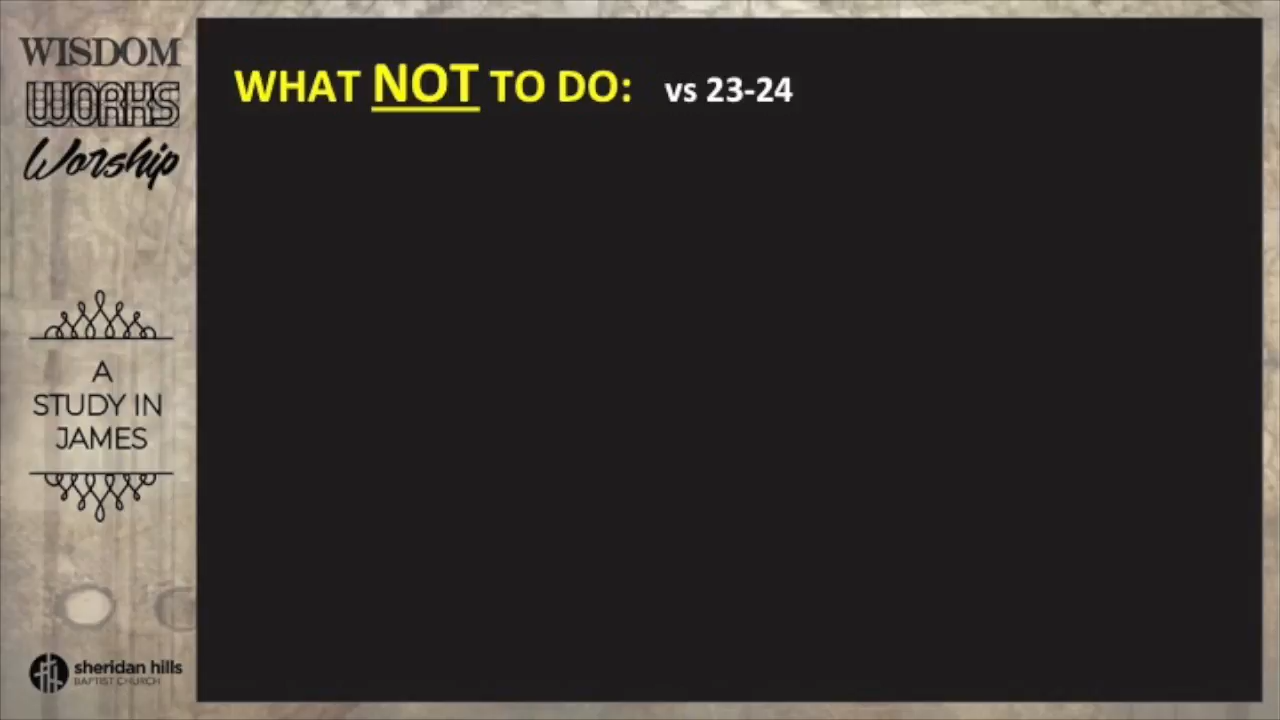 WISDOM
WORKS
Worship
WHAT NOT TO DO: vs 23-24
A
STUDY IN
JAMES
sheridan hills
BAPTIST CHURCH